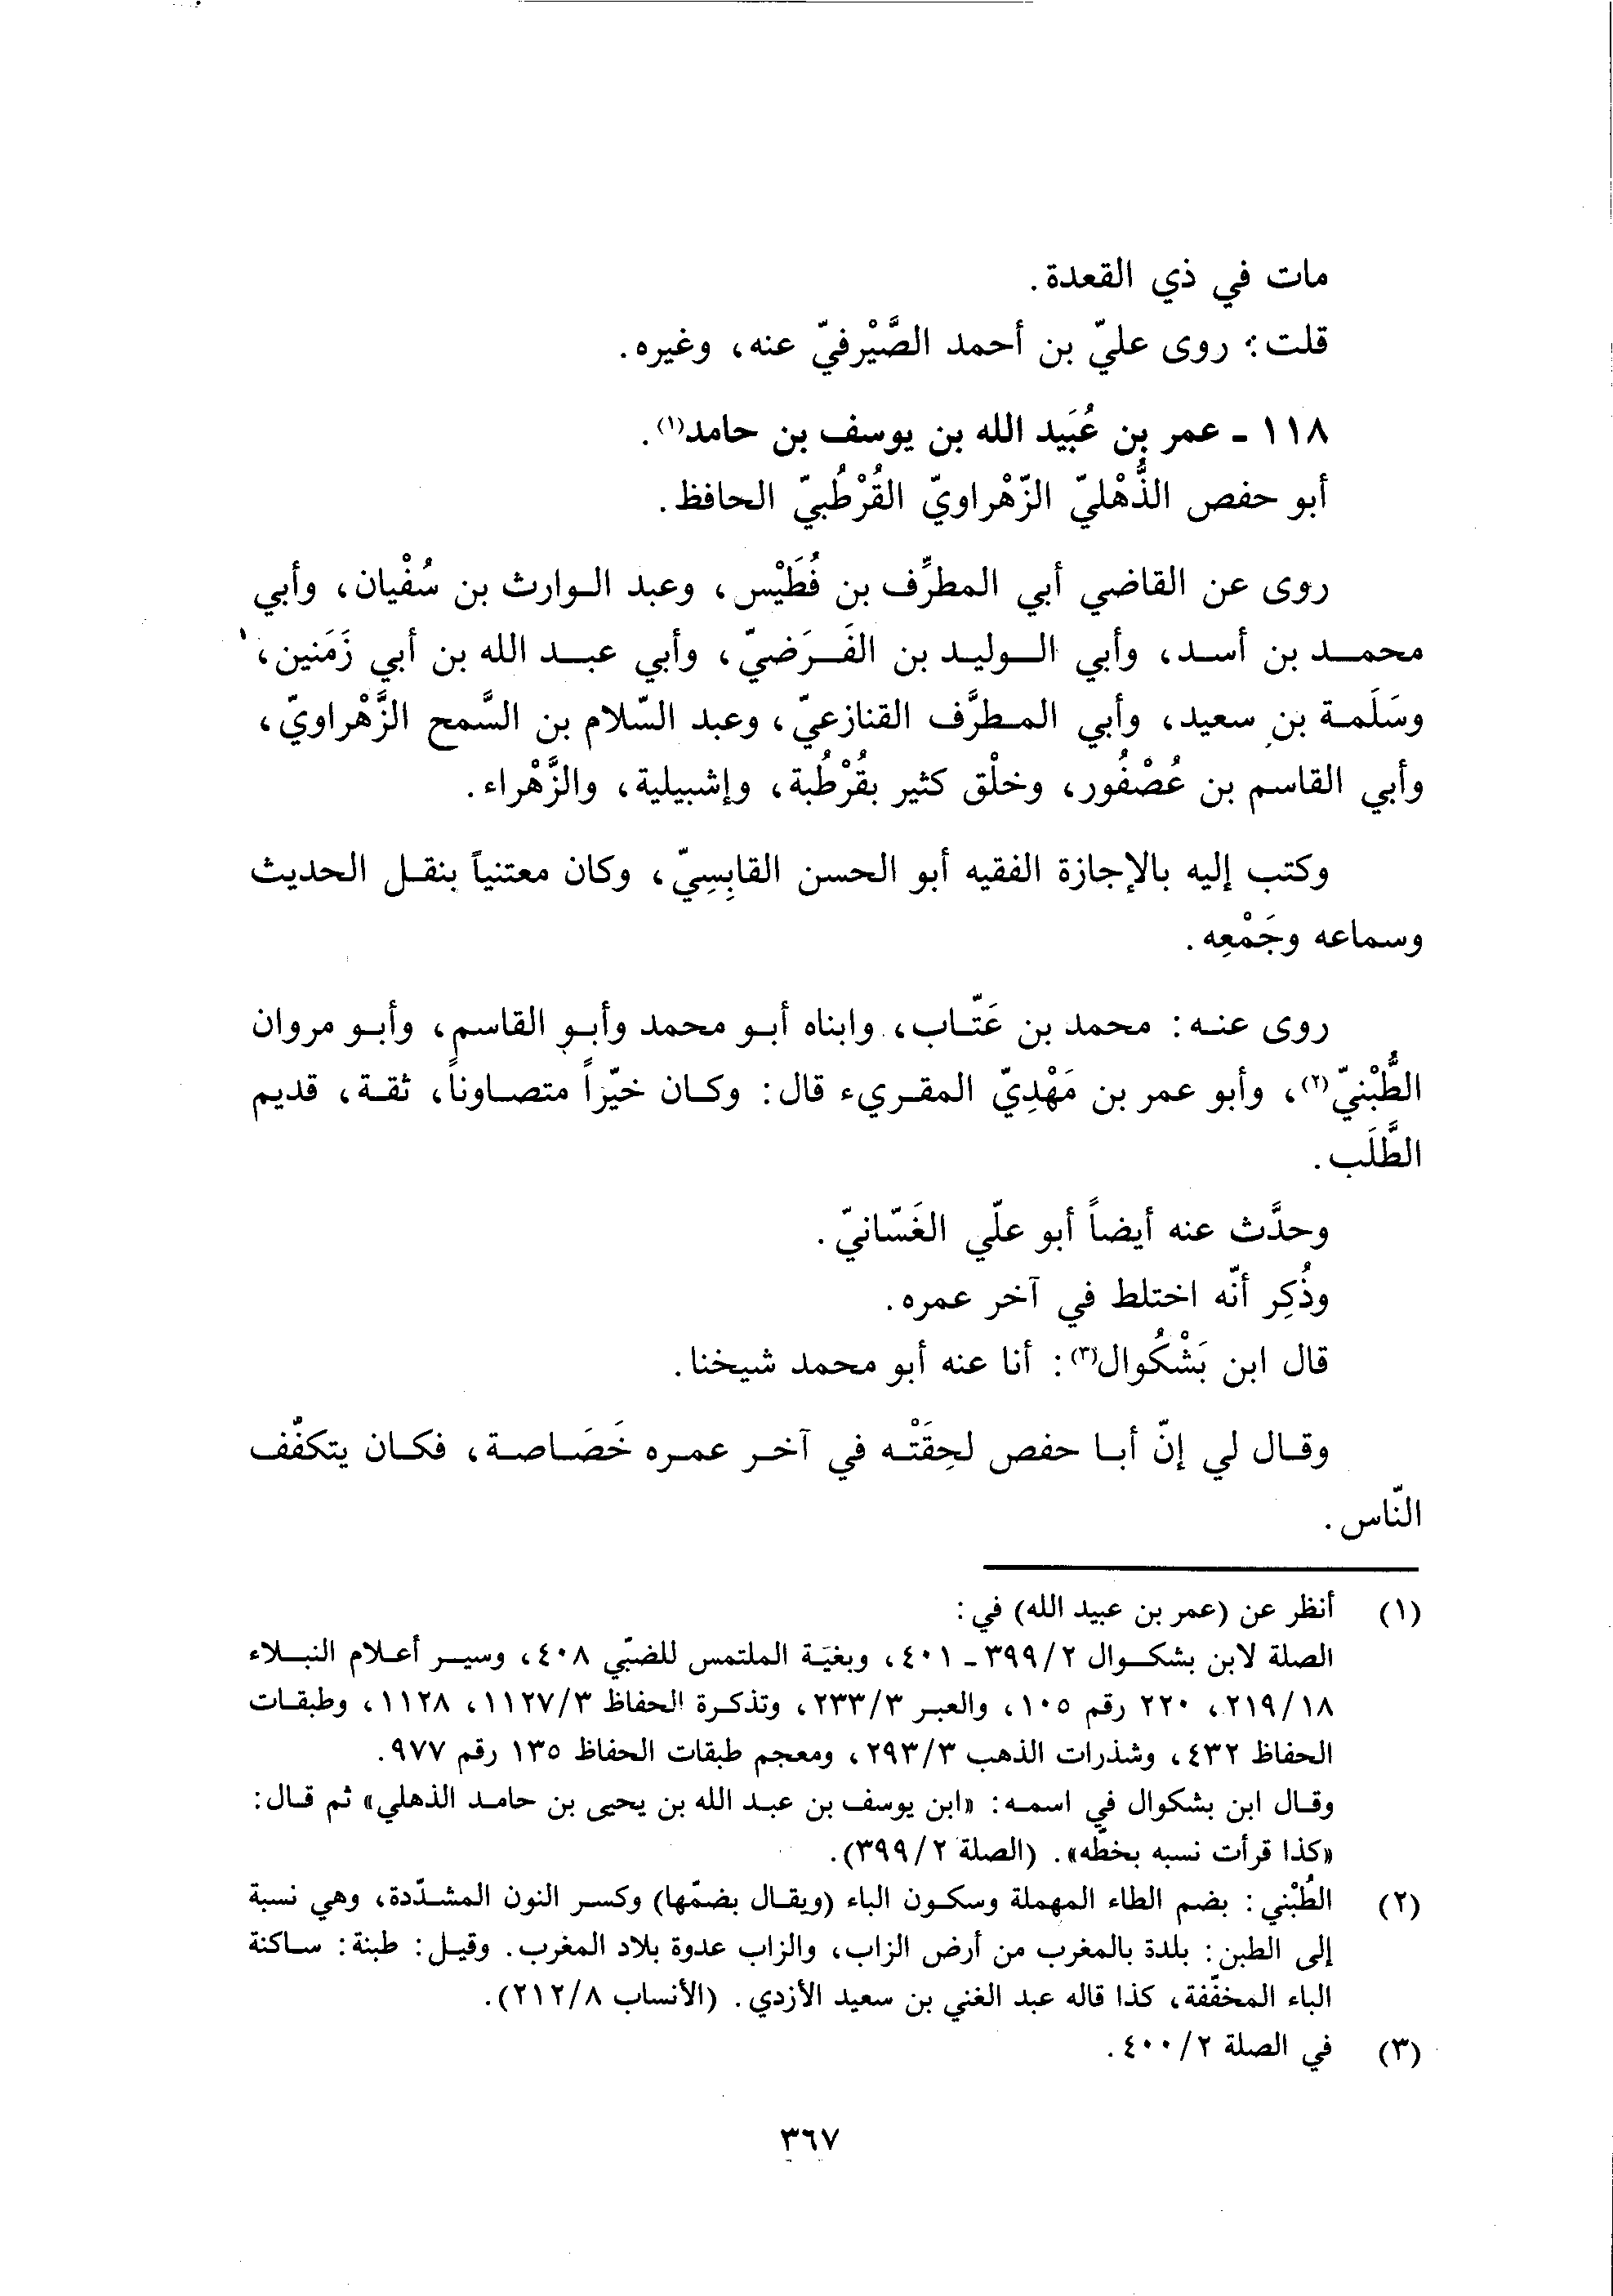 مات في ذي القعدة.
قلت: روى عليّ بن أحمد الصَّيْرفيّ عنه، وغيره.
١١٨ ـ عمر بن عُبَيد الله بن يوسف بن حامد(١).
أبو حفص الذُّهْليّ الزّهْراويّ القُرْطُبيّ الحافظ.
روى عن القاضي أبي المطرِّف بن فُطَيْس، وعبد الوارث بن سُفْيان، وأبي
محمد بن أسد، وأبي الوليد بن الفَرَضيّ، وأبي عبد الله بن أبي زَمَنين،
وسَلَمة بن سعيد، وأبي المطرَّف القنازعيّ، وعبد السّلام بن السَّمح الزَّهْراويّ،
وأبي القاسم بن عُصْفُور، وخلْق كثير بقُرْطُبة، وإشبيلية، والزَّهْراء.
وكتب إليه بالإجازة الفقيه أبو الحسن القابِسِيّ، وكان معتنياً بنقل الحديث
وسماعه وجَمْعِه.
روى عنه: محمد بن عَتّاب، وابناه أبو محمد وأبو القاسم، وأبو مروان
الطُّبْنيّ(٢)، وأبو عمر بن مَهْدِيّ المقريء قال: وكان خيّراً متصاوناً، ثقة، قديم
الطَّلَب.
وحدَّث عنه أيضاً أبو علّي الغَسّانيّ.
وذُكِر أنّه اختلط في آخر عمره.
قال ابن بَشْكُوال(٣): أنا عنه أبو محمد شيخنا.
وقال لي إنّ أبا حفص لحِقَتْه في آخر عمره خَصَاصة، فكان يتكفّف
النّاس.
(١) أنظر عن (عمر بن عبيد الله) في:
الصلة لابن بشكوال ٣٩٩/٢ ـ ٤٠١، وبغيَة الملتمس للضبّي ٤٠٨، وسير أعلام النبلاء
٢١٩/١٨، ٢٢٠ رقم ١٠٥، والعبر ٢٣٣/٣، وتذكرة الحفاظ ١١٢٧/٣، ١١٢٨، وطبقات
الحفاظ ٤٣٢، وشذرات الذهب ٢٩٣/٣، ومعجم طبقات الحفاظ ١٣٥ رقم ٩٧٧.
وقال ابن بشكوال في اسمه: «ابن يوسف بن عبد الله بن يحيى بن حامد الذهلي» ثم قال:
«كذا قرأت نسبه بخطّه». (الصلة ٣٩٩/٢).
(٢) الطُبْني: بضم الطاء المهملة وسكون الباء (ويقال بضمّها) وكسر النون المشدّدة، وهي نسبة
إلى الطبن: بلدة بالمغرب من أرض الزاب، والزاب عدوة بلاد المغرب. وقيل: طبنة: ساكنة
الباء المخفّفة، كذا قاله عبد الغني بن سعيد الأزدي. (الأنساب ٢١٢/٨).
(٣) في الصلة ٤٠٠/٢.
٣٦٧